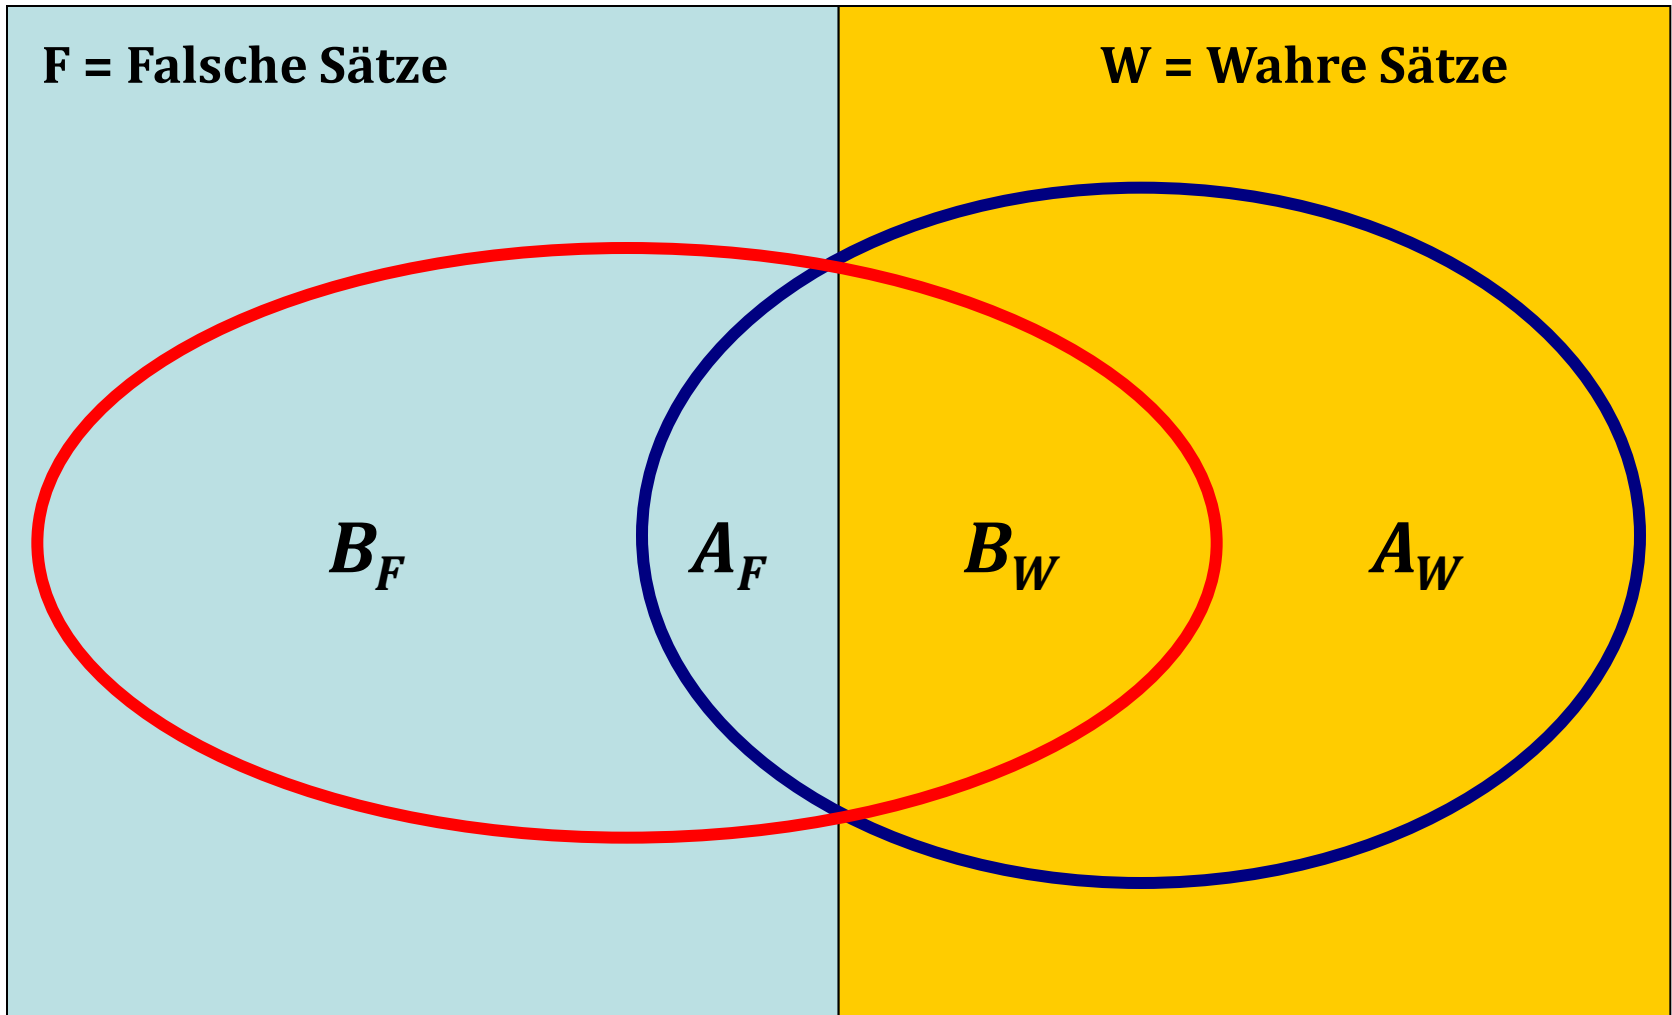 F = Falsche Sätze
W = Wahre Sätze
B_F A_F B_W A_W